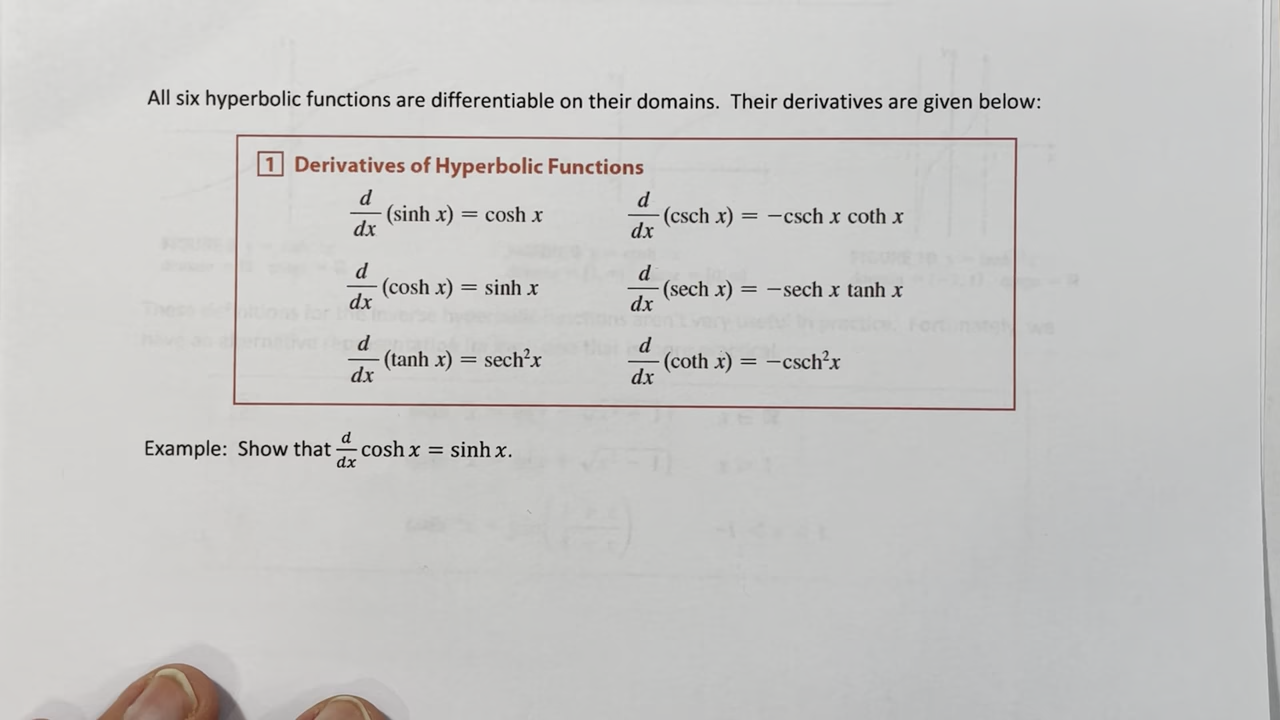 All six hyperbolic functions are differentiable on their domains. Their derivatives are given below:
1 Derivatives of Hyperbolic Functions
d/dx (sinh x) = cosh x    d/dx (csch x) = −csch x coth x
d/dx (cosh x) = sinh x    d/dx (sech x) = −sech x tanh x
d/dx (tanh x) = sech²x    d/dx (coth x) = −csch²x
Example: Show that d/dx cosh x = sinh x.